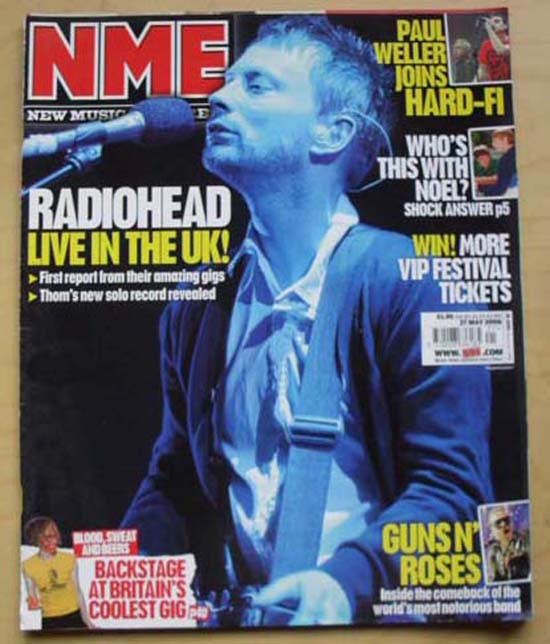 NME
NEW MUSIC
RADIOHEAD
LIVE IN THE UK!
First report from their amazing gigs
Thom's new solo record revealed
PAUL
WELLER
JOINS
HARD-FI
WHO'S
THIS WITH
NOEL?
SHOCK ANSWER p5
WIN! MORE
VIP FESTIVAL
TICKETS
27 MAY 2006
WWW.NME.COM
BLOOD, SWEAT
AND BEERS
BACKSTAGE
AT BRITAIN'S
COOLEST GIG
GUNS N'
ROSES
Inside the comeback of the
world's most notorious band